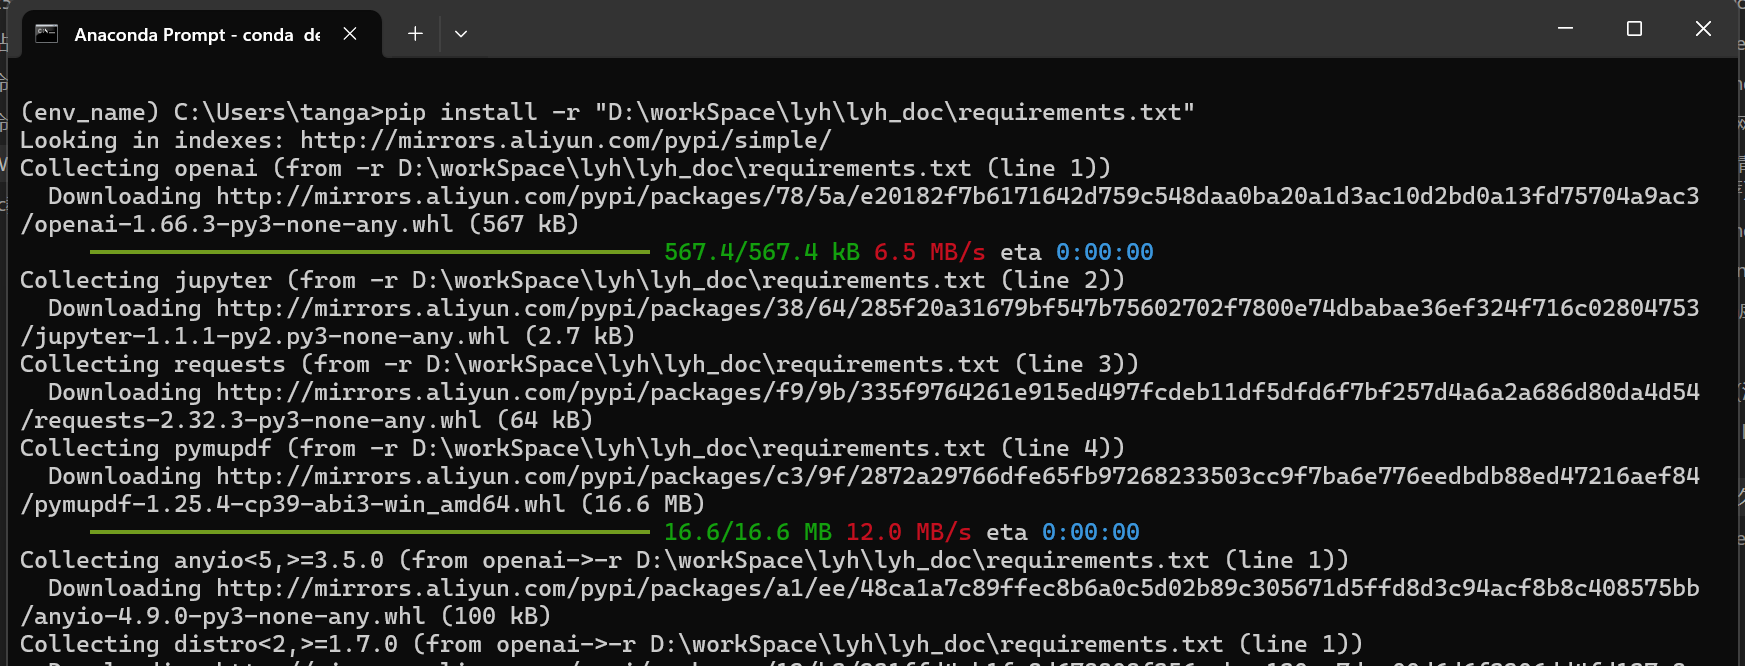 Anaconda Prompt - conda de
(env_name) C:\Users\tanga>pip install -r "D:\workSpace\lyh\lyh_doc\requirements.txt"
Looking in indexes: http://mirrors.aliyun.com/pypi/simple/
Collecting openai (from -r D:\workSpace\lyh\lyh_doc\requirements.txt (line 1))
Downloading http://mirrors.aliyun.com/pypi/packages/78/5a/e20182f7b6171642d759c548daa0ba20a1d3ac10d2bd0a13fd75704a9ac3
/openai-1.66.3-py3-none-any.whl (567 kB)
567.4/567.4 kB 6.5 MB/s eta 0:00:00
Collecting jupyter (from -r D:\workSpace\lyh\lyh_doc\requirements.txt (line 2))
Downloading http://mirrors.aliyun.com/pypi/packages/38/64/285f20a31679bf547b75602702f7800e74dbabae36ef324f716c02804753
/jupyter-1.1.1-py2.py3-none-any.whl (2.7 kB)
Collecting requests (from -r D:\workSpace\lyh\lyh_doc\requirements.txt (line 3))
Downloading http://mirrors.aliyun.com/pypi/packages/f9/9b/335f9764261e915ed497fcdeb11df5dfd6f7bf257d4a6a2a686d80da4d54
/requests-2.32.3-py3-none-any.whl (64 kB)
Collecting pymupdf (from -r D:\workSpace\lyh\lyh_doc\requirements.txt (line 4))
Downloading http://mirrors.aliyun.com/pypi/packages/c3/9f/2872a29766dfe65fb97268233503cc9f7ba6e776eedbdb88ed47216aef84
/pymupdf-1.25.4-cp39-abi3-win_amd64.whl (16.6 MB)
16.6/16.6 MB 12.0 MB/s eta 0:00:00
Collecting anyio<5,>=3.5.0 (from openai->-r D:\workSpace\lyh\lyh_doc\requirements.txt (line 1))
Downloading http://mirrors.aliyun.com/pypi/packages/a1/ee/48ca1a7c89ffec8b6a0c5d02b89c305671d5ffd8d3c94acf8b8c408575bb
/anyio-4.9.0-py3-none-any.whl (100 kB)
Collecting distro<2,>=1.7.0 (from openai->-r D:\workSpace\lyh\lyh_doc\requirements.txt (line 1))